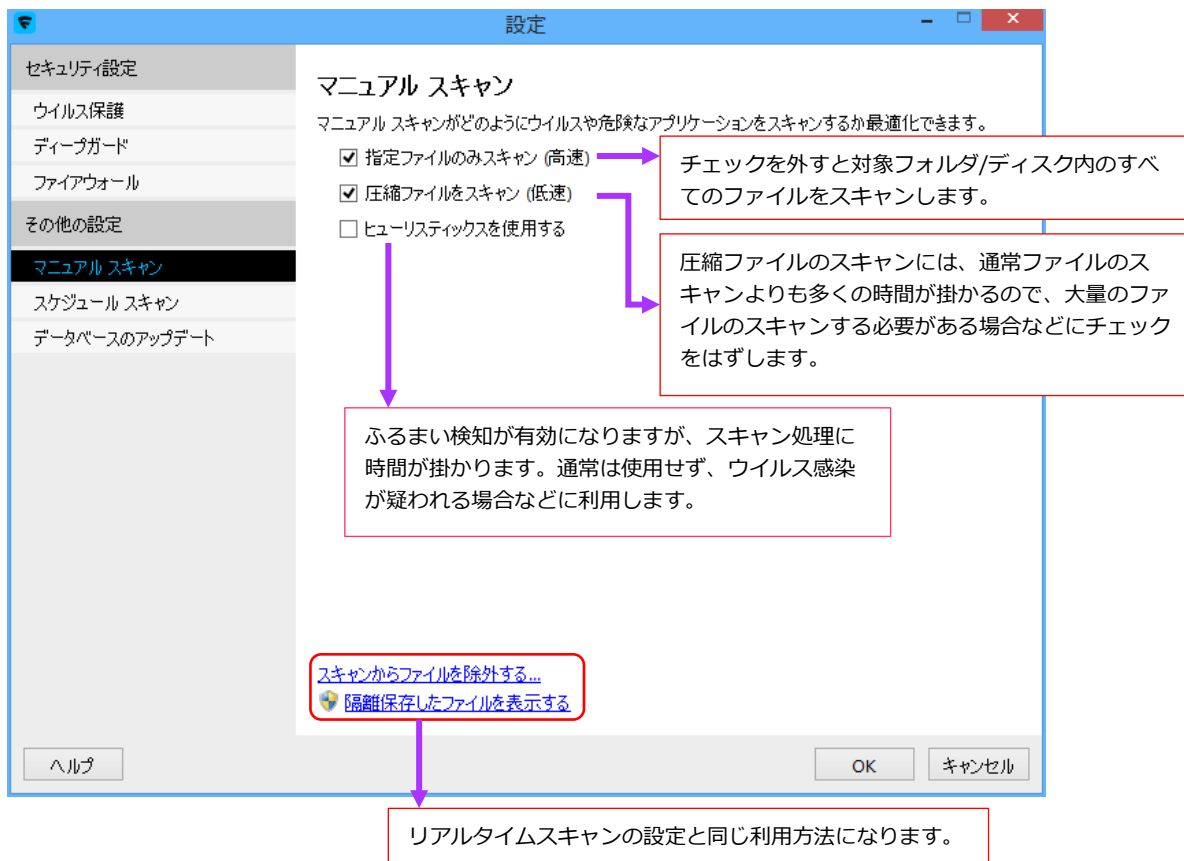 設定
セキュリティ設定
ウイルス保護
ディープガード
ファイアウォール
その他の設定
マニュアル スキャン
スケジュール スキャン
データベースのアップデート
マニュアル スキャン
マニュアル スキャンがどのようにウイルスや危険なアプリケーションをスキャンするか最適化できます。
指定ファイルのみスキャン (高速)
圧縮ファイルをスキャン (低速)
ヒューリスティックスを使用する
チェックを外すと対象フォルダ/ディスク内のすべ
てのファイルをスキャンします。
圧縮ファイルのスキャンには、通常ファイルのス
キャンよりも多くの時間が掛かるので、大量のファ
イルのスキャンする必要がある場合などにチェック
をはずします。
ふるまい検知が有効になりますが、スキャン処理に
時間が掛かります。通常は使用せず、ウイルス感染
が疑われる場合などに利用します。
スキャンからファイルを除外する...
隔離保存したファイルを表示する
ヘルプ
OK
キャンセル
リアルタイムスキャンの設定と同じ利用方法になります。